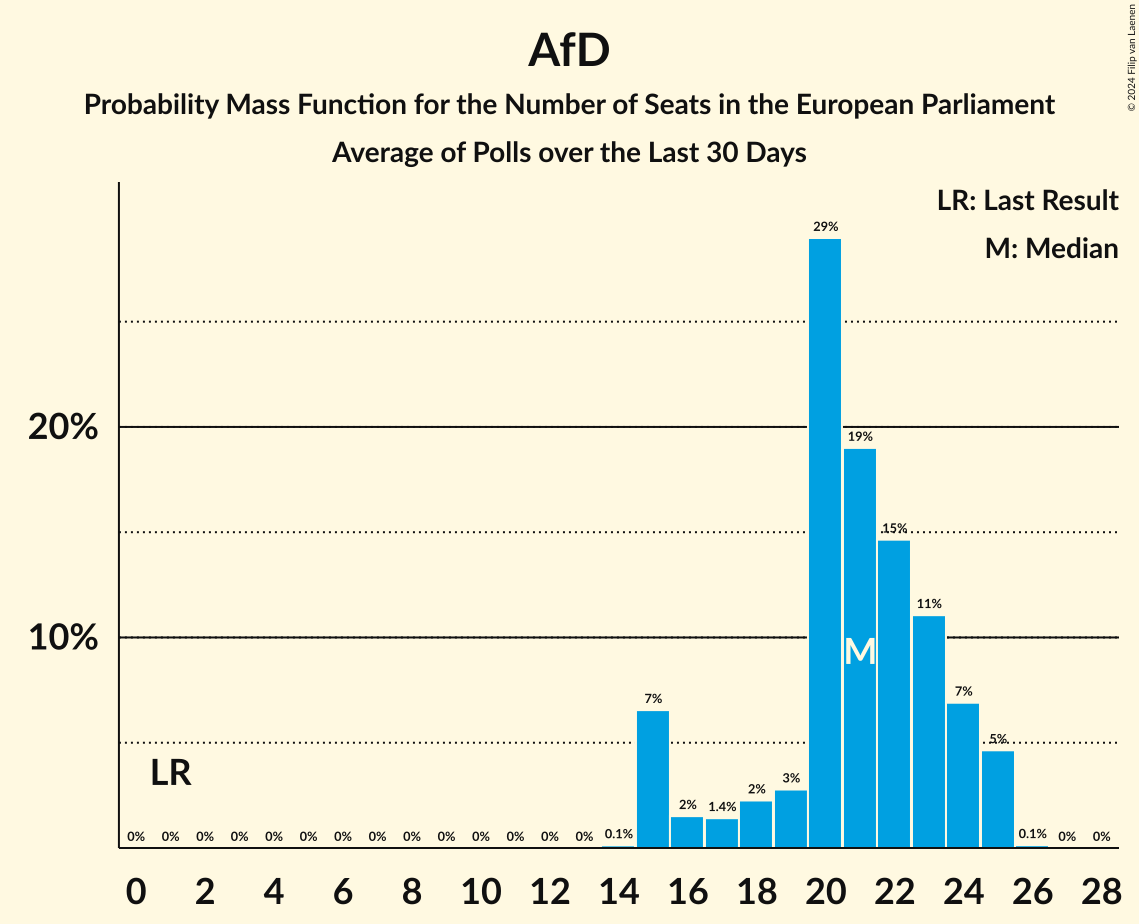 © 2024 Filip van Laenen
AfD
Probability Mass Function for the Number of Seats in the European Parliament
Average of Polls over the Last 30 Days
LR: Last Result
M: Median
20%
10%
LR
M
0% 0% 0% 0% 0% 0% 0% 0% 0% 0% 0% 0% 0% 0% 0.1% 7% 2% 1.4% 2% 3% 29% 19% 15% 11% 7% 5% 0.1% 0% 0%
0 2 4 6 8 10 12 14 16 18 20 22 24 26 28